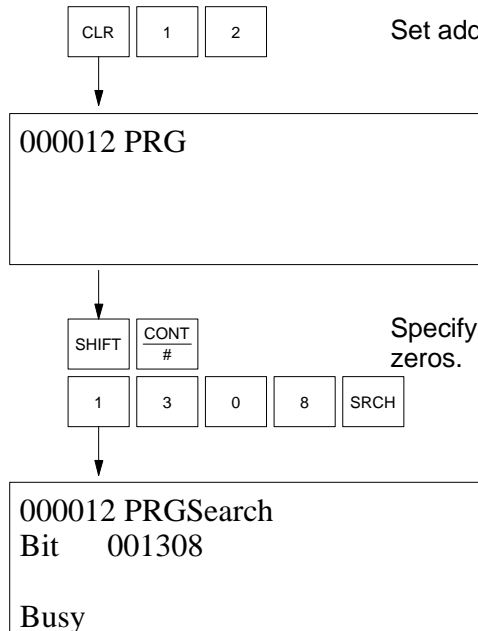 CLR 1 2 Set
000012 PRG
SHIFT CONT Specify
# zeros.
1 3 0 8 SRCH
000012 PRGSearch
Bit 001308
Busy